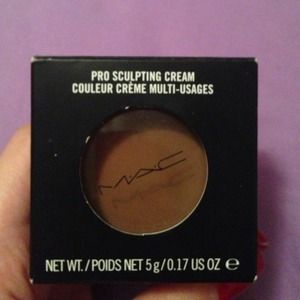 PRO SCULPTING CREAM
COULEUR CRÈME MULTI-USAGES
MAC
NET WT./POIDS NET 5 g/0.17 US OZ ℮